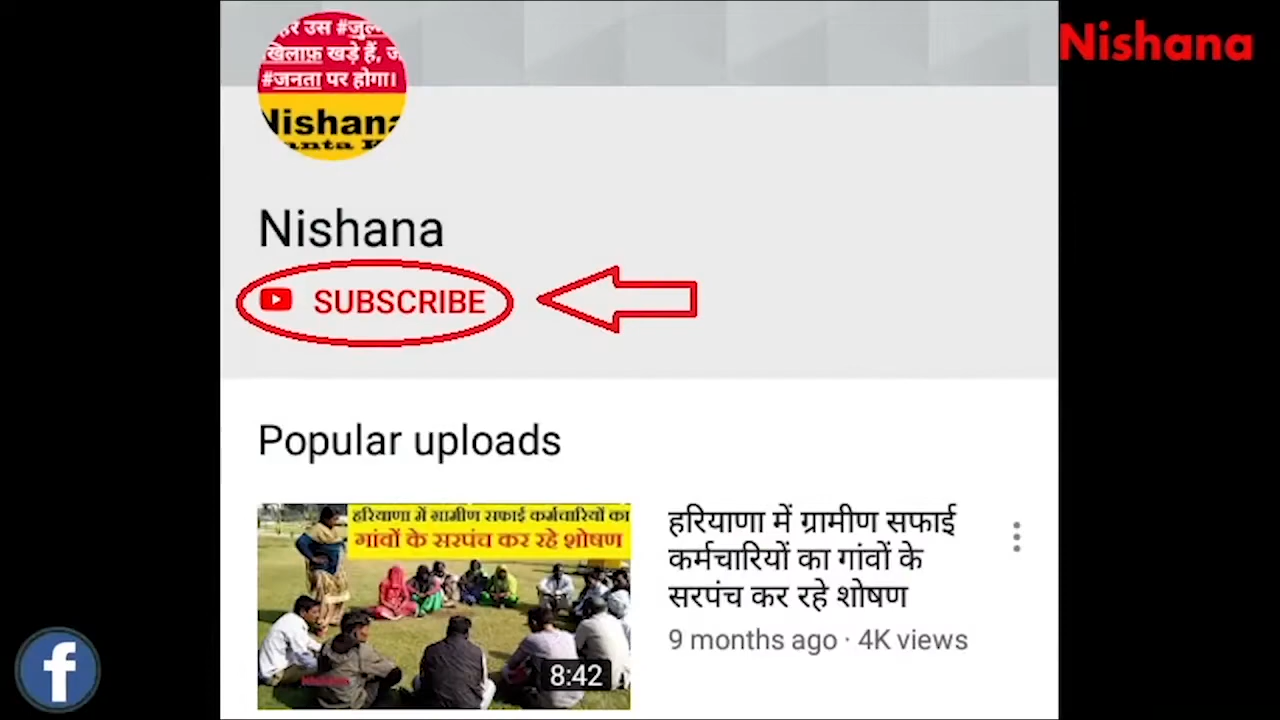 Nishana
उस #जुल्म
खिलाफ़ खड़े हैं,
#जनता पर होगा।
Nishana
Nishana
SUBSCRIBE
Popular uploads
हरियाणा में ग्रामीण सफाई कर्मचारियों का
गांवों के सरपंच कर रहे शोषण
8:42
हरियाणा में ग्रामीण सफाई
कर्मचारियों का गांवों के
सरपंच कर रहे शोषण
9 months ago · 4K views
f